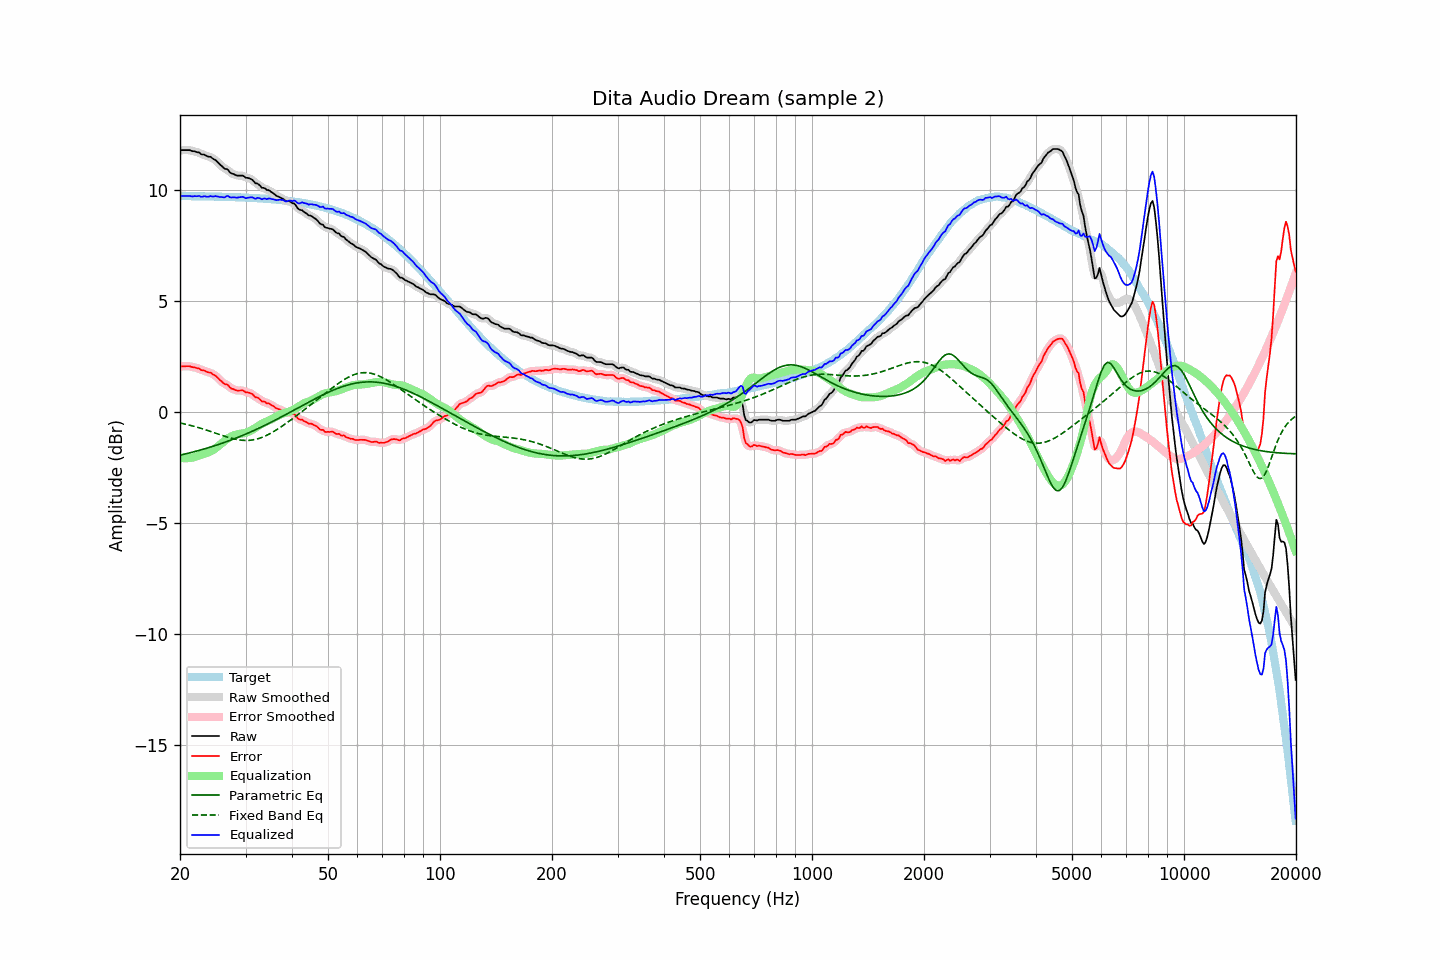 Dita Audio Dream (sample 2)
Amplitude (dBr)
10
5
0
−5
−10
−15
Target
Raw Smoothed
Error Smoothed
Raw
Error
Equalization
Parametric Eq
Fixed Band Eq
Equalized
20 50 100 200 500 1000 2000 5000 10000 20000
Frequency (Hz)